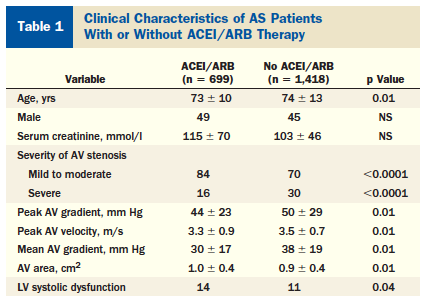 Table 1
Clinical Characteristics of AS Patients
With or Without ACEI/ARB Therapy
Variable ACEI/ARB (n = 699) No ACEI/ARB (n = 1,418) p Value
Age, yrs 73 ± 10 74 ± 13 0.01
Male 49 45 NS
Serum creatinine, mmol/l 115 ± 70 103 ± 46 NS
Severity of AV stenosis
Mild to moderate 84 70 <0.0001
Severe 16 30 <0.0001
Peak AV gradient, mm Hg 44 ± 23 50 ± 29 0.01
Peak AV velocity, m/s 3.3 ± 0.9 3.5 ± 0.7 0.01
Mean AV gradient, mm Hg 30 ± 17 38 ± 19 0.01
AV area, cm² 1.0 ± 0.4 0.9 ± 0.4 0.01
LV systolic dysfunction 14 11 0.04